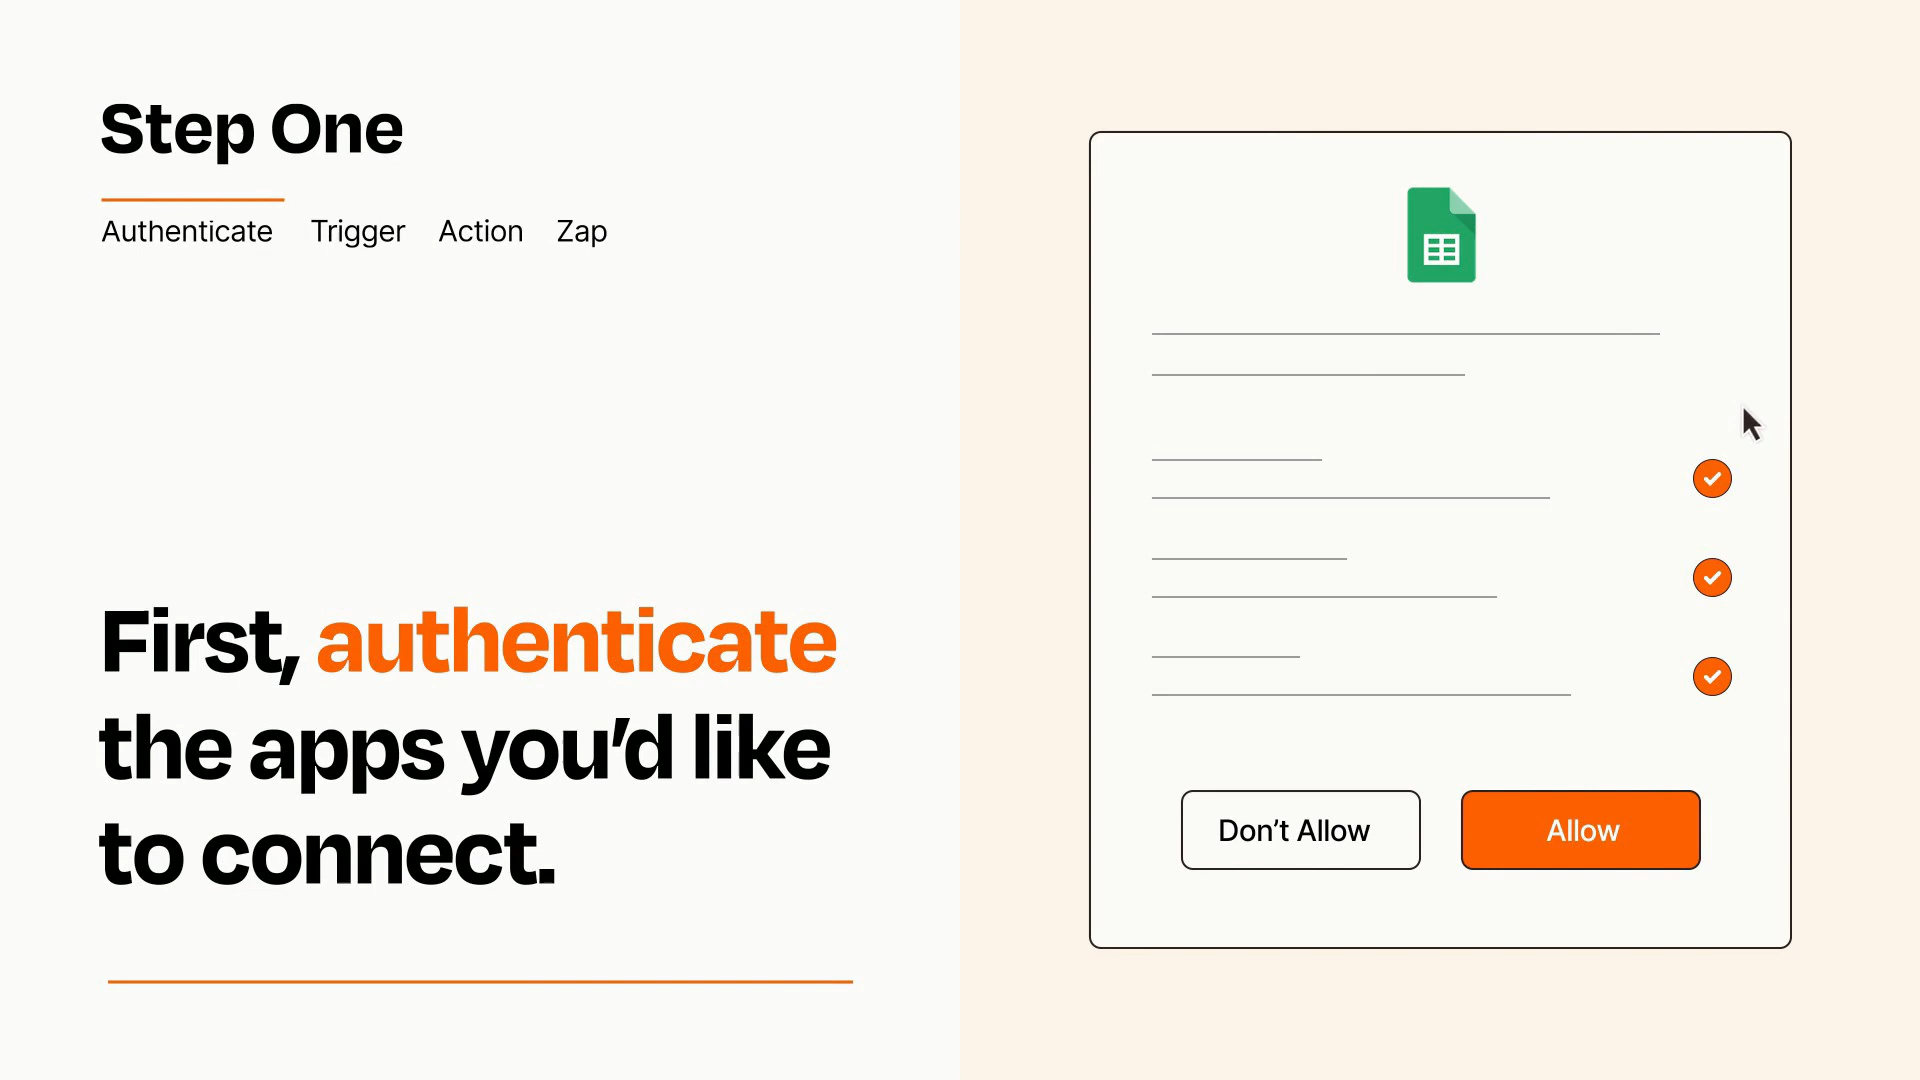 Step One
Authenticate Trigger Action Zap
First, authenticate
the apps you’d like
to connect.
Don’t Allow Allow